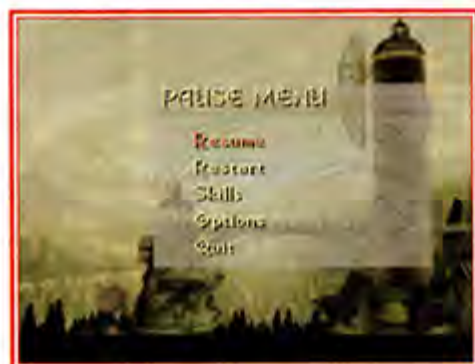 PAUSE MENU
Resume
Restart
Skills
Options
Quit